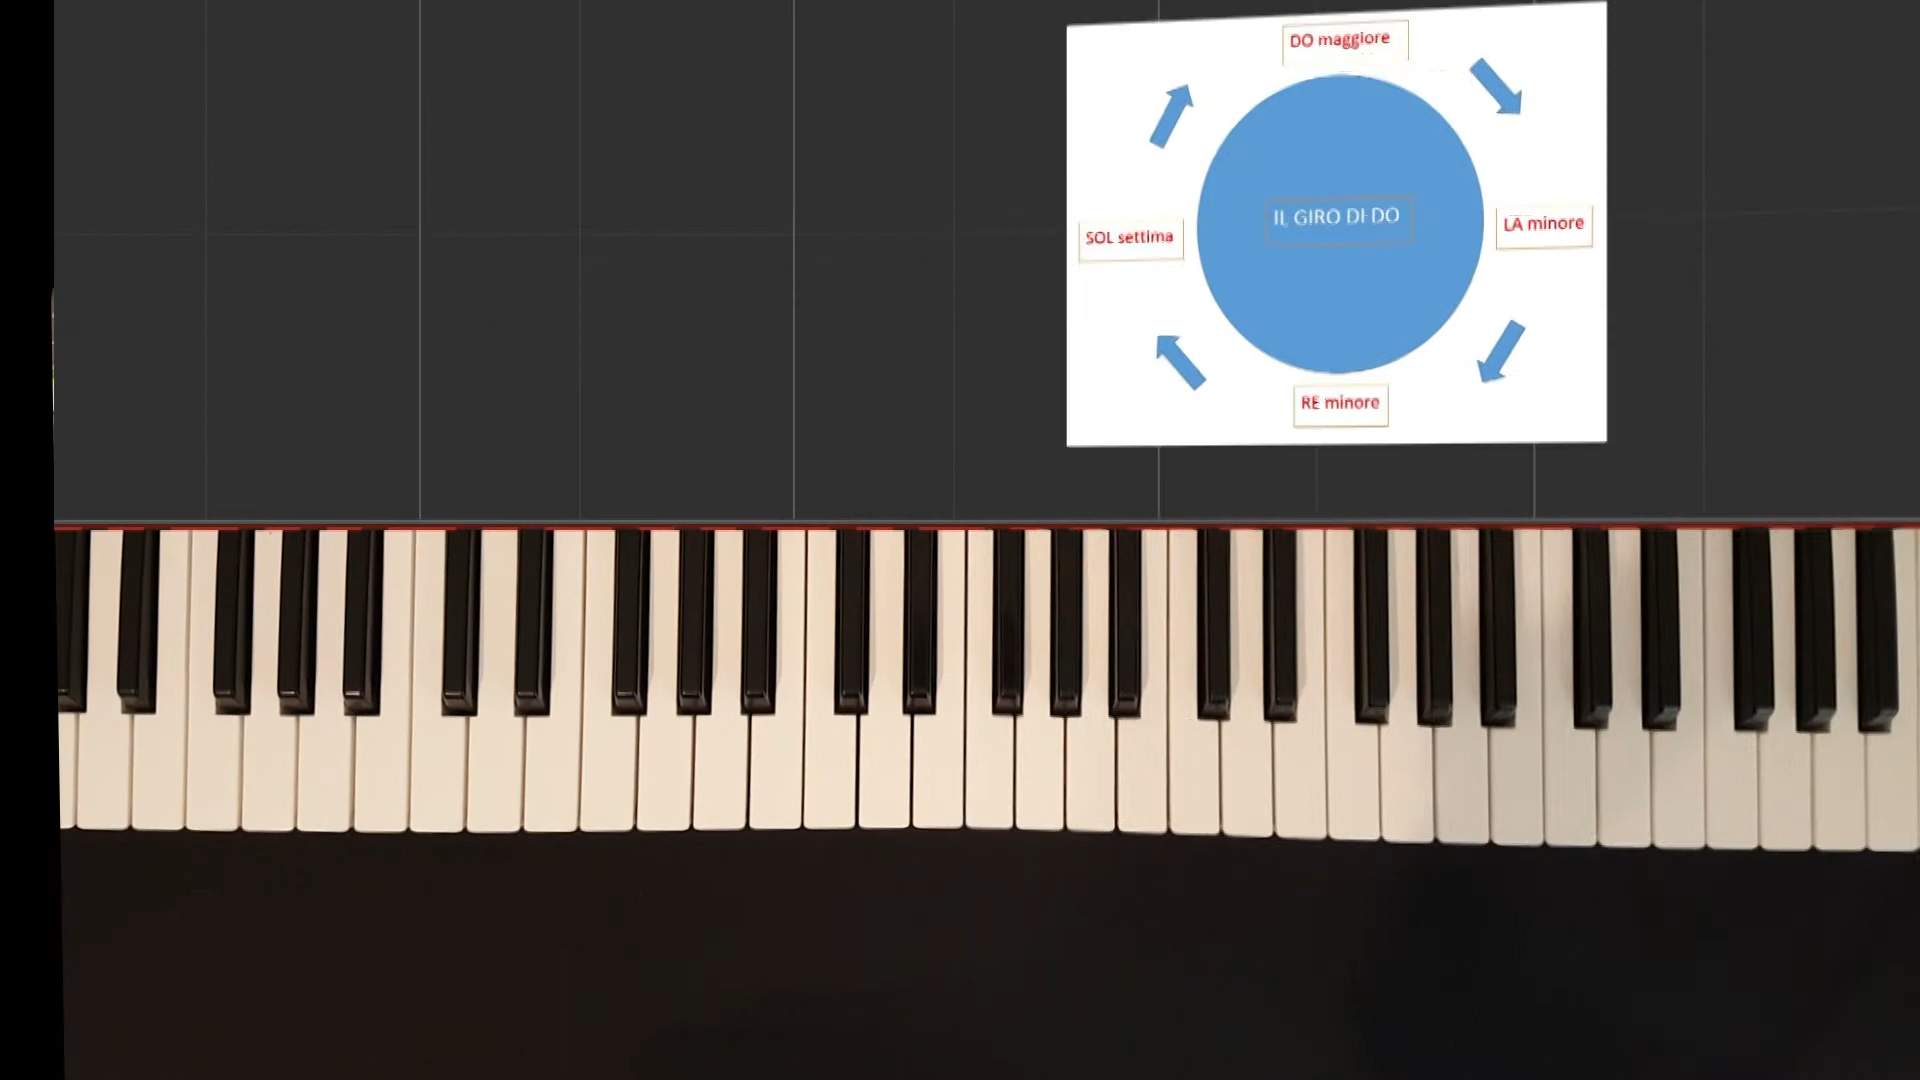 DO maggiore
IL GIRO DI DO
SOL settima
LA minore
RE minore